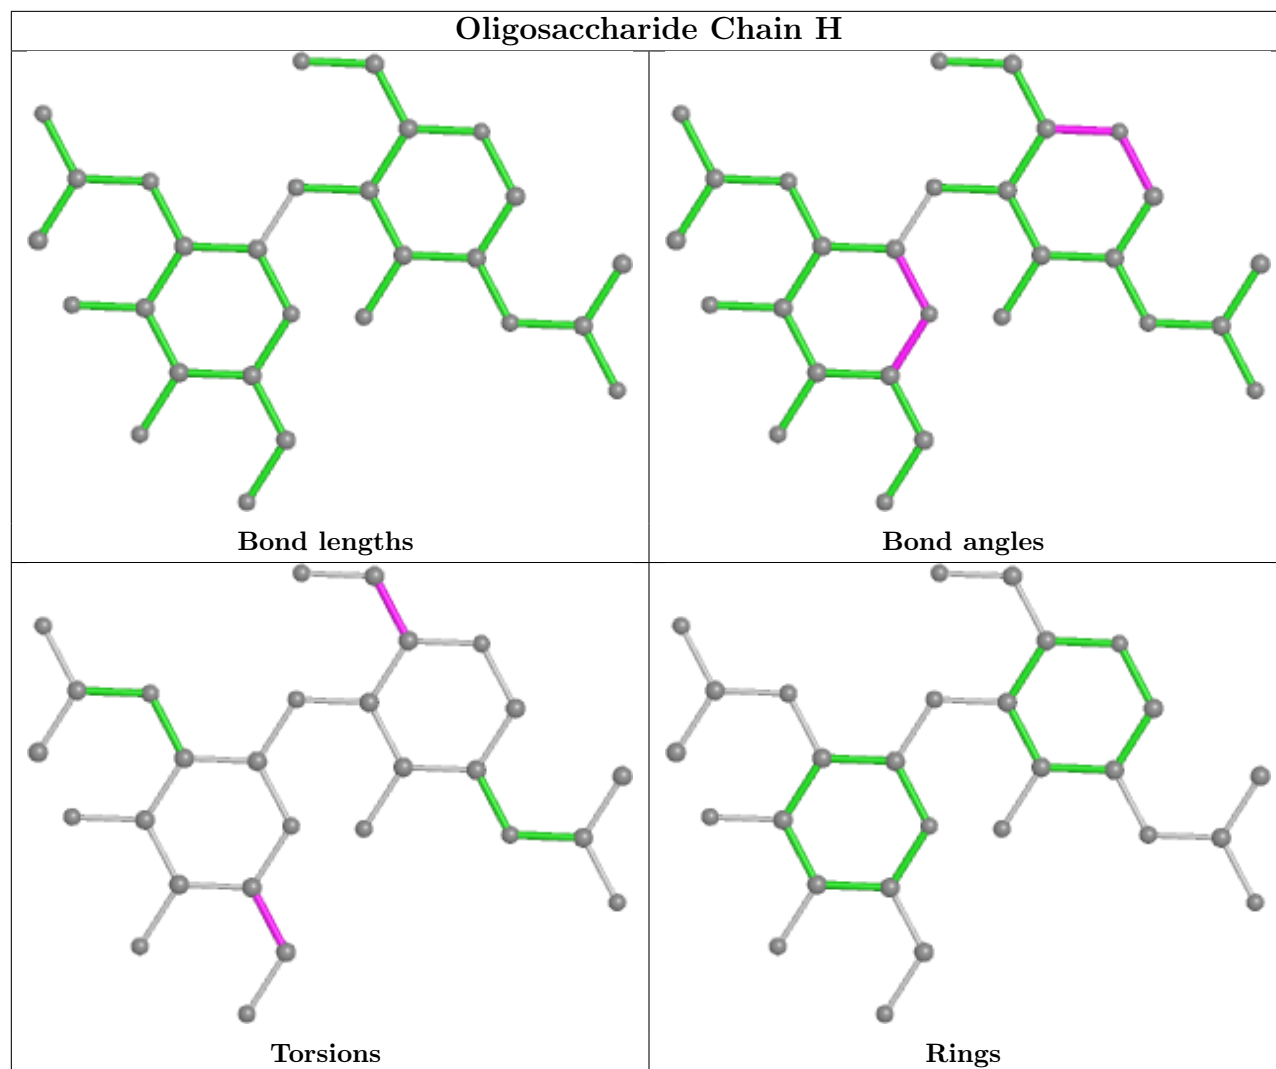 Oligosaccharide Chain H
Bond lengths
Bond angles
Torsions
Rings